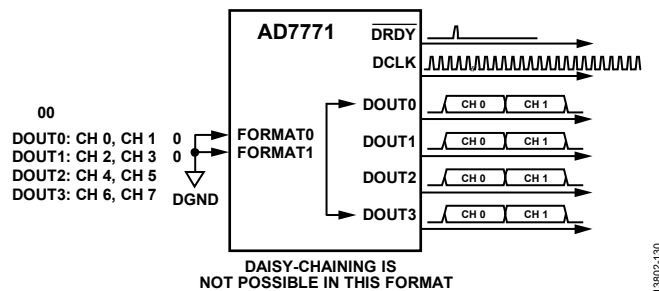 AD7771
DRDY
DCLK
00
DOUT0: CH 0, CH 1 0
DOUT1: CH 2, CH 3 0
DOUT2: CH 4, CH 5
DOUT3: CH 6, CH 7
DGND
FORMAT0
FORMAT1
DOUT0
CH 0 CH 1
DOUT1
CH 0 CH 1
DOUT2
CH 0 CH 1
DOUT3
CH 0 CH 1
DAISY-CHAINING IS
NOT POSSIBLE IN THIS FORMAT
13802-130